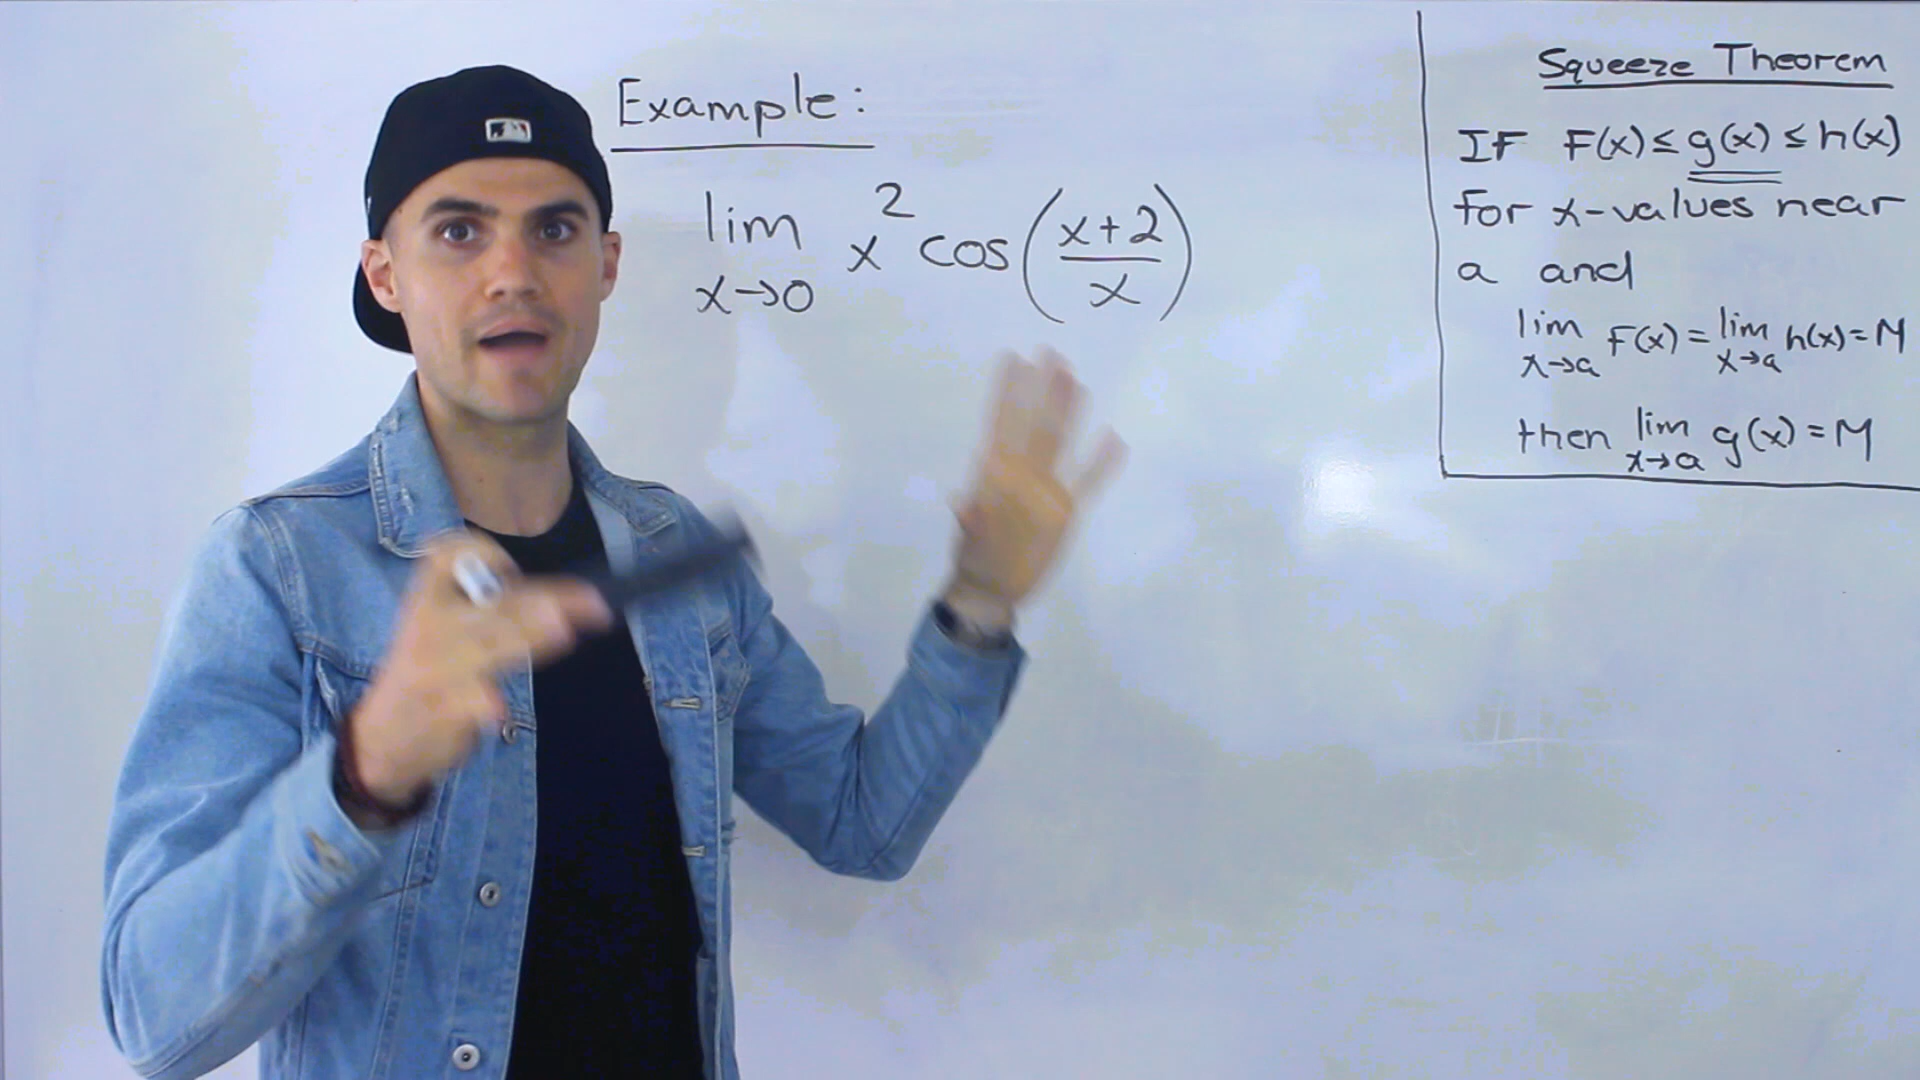 Example:
lim x→0 x² cos((x+2)/x)
Squeeze Theorem
IF F(x) ≤ g(x) ≤ h(x)
for x-values near
a and
lim x→a F(x) = lim x→a h(x) = M
then lim x→a g(x) = M